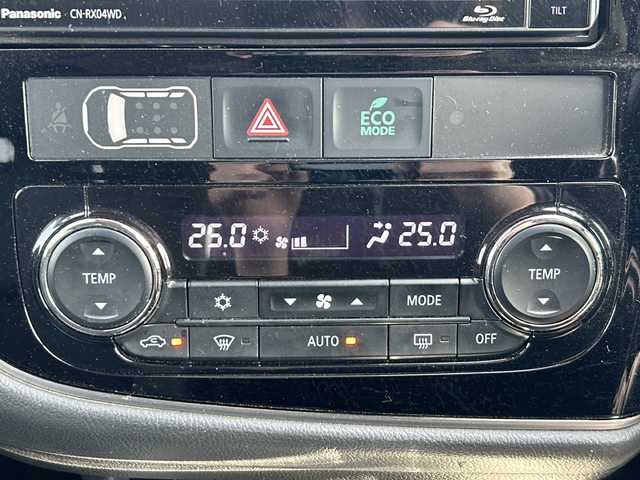 Panasonic CN-RX04WD Blu-ray Disc TILT
ECO
MODE
26.0 25.0
TEMP TEMP
MODE
AUTO OFF